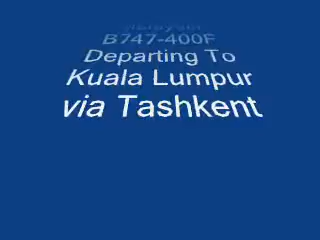 B747-400F
Departing To
Kuala Lumpur
via Tashkent